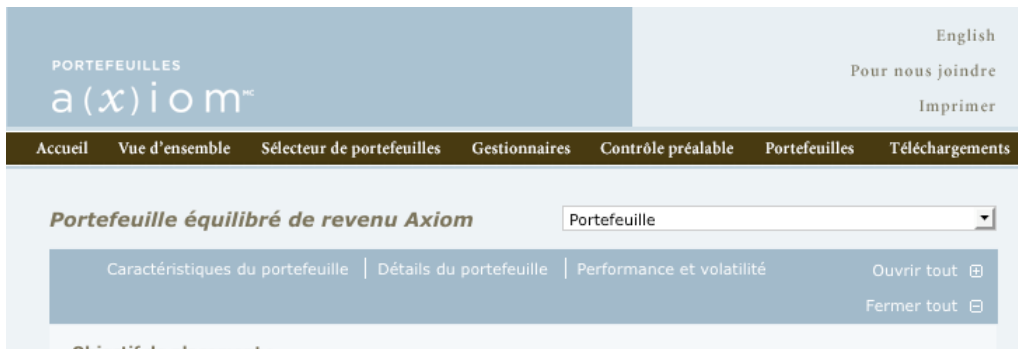 English
Pour nous joindre
Imprimer
PORTEFEUILLES
a(x)iom MC
Accueil Vue d'ensemble Sélecteur de portefeuilles Gestionnaires Contrôle préalable Portefeuilles Téléchargements
Portefeuille équilibré de revenu Axiom
Portefeuille
Caractéristiques du portefeuille Détails du portefeuille Performance et volatilité Ouvrir tout
Fermer tout